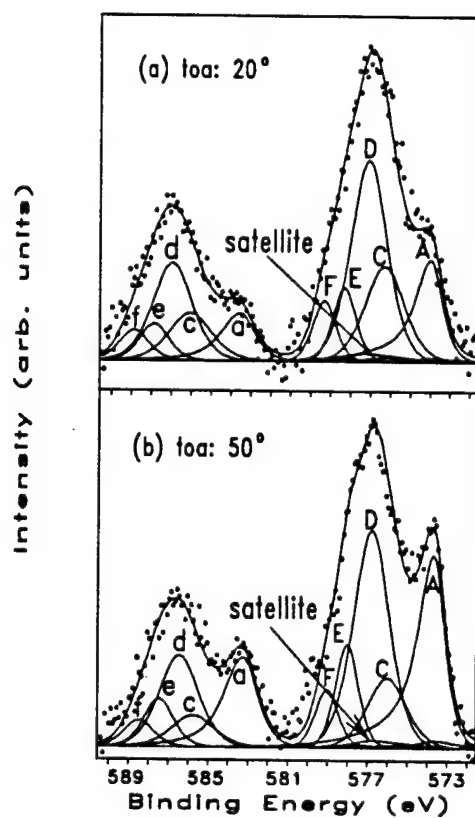 (a) toa: 20°
D
d
satellite
C
A
F
E
f
e
c
a
Intensity (arb. units)
(b) toa: 50°
D
A
satellite
E
d
F
C
a
e
f
c
589 585 581 577 573
Binding Energy (eV)